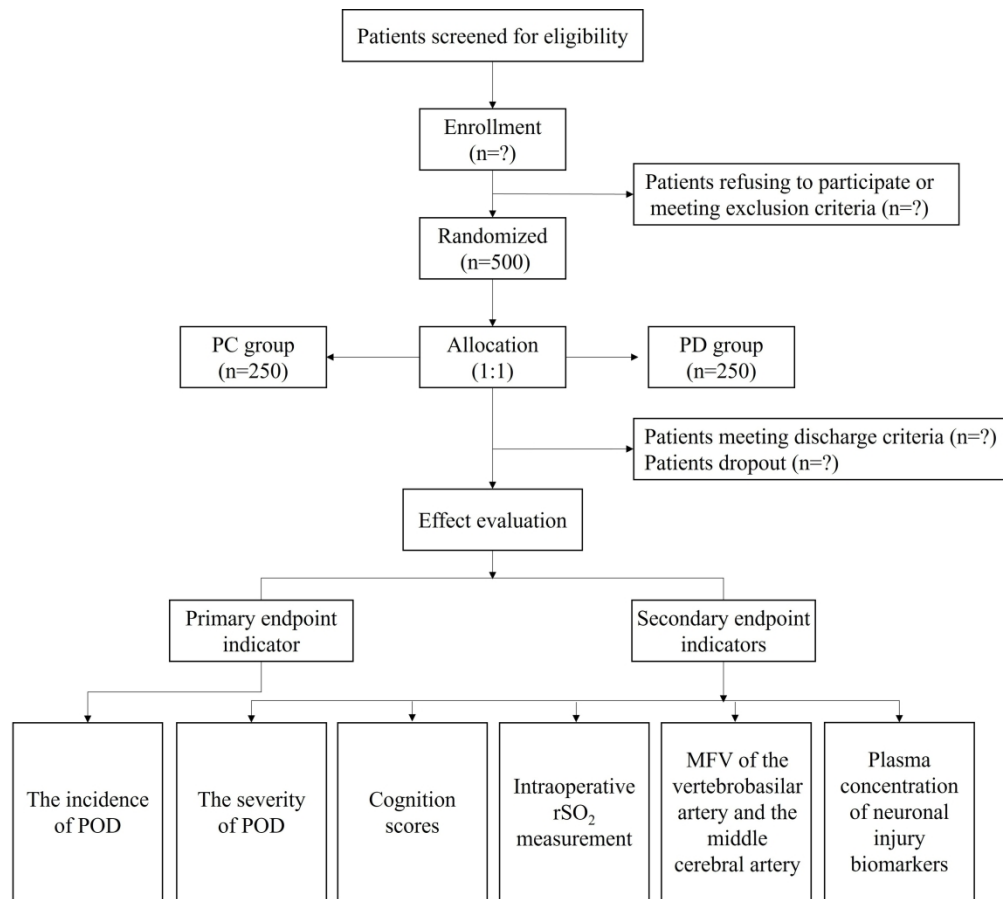 Patients screened for eligibility
Enrollment
(n=?)
Patients refusing to participate or
meeting exclusion criteria (n=?)
Randomized
(n=500)
PC group
(n=250)
Allocation
(1:1)
PD group
(n=250)
Patients meeting discharge criteria (n=?)
Patients dropout (n=?)
Effect evaluation
Primary endpoint
indicator
Secondary endpoint
indicators
The incidence
of POD
The severity
of POD
Cognition
scores
Intraoperative
rSO₂
measurement
MFV of the
vertebrobasilar
artery and the
middle
cerebral artery
Plasma
concentration
of neuronal
injury
biomarkers